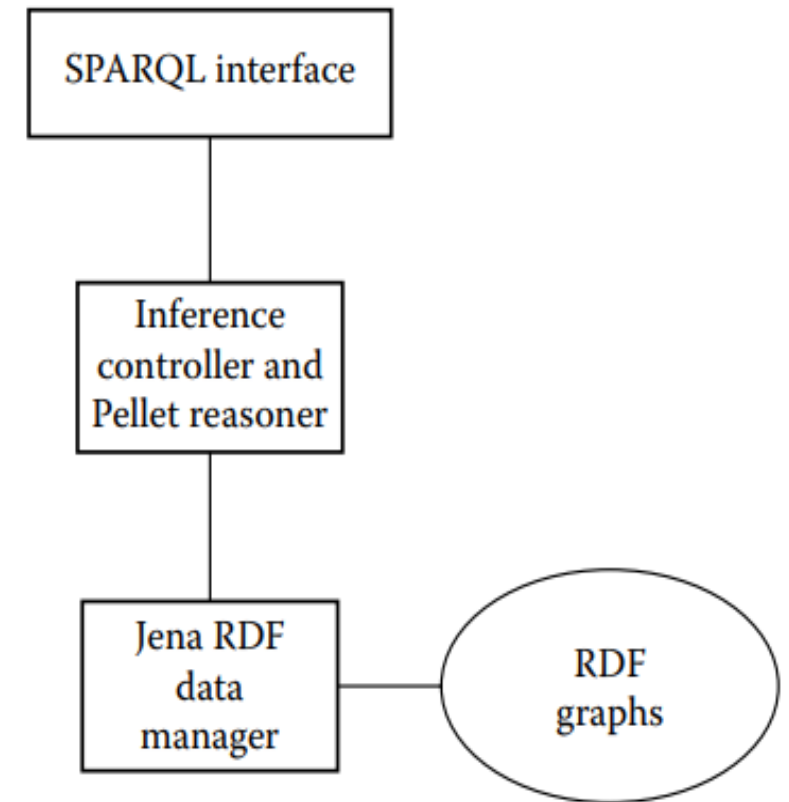 SPARQL interface
Inference
controller and
Pellet reasoner
Jena RDF
data
manager
RDF
graphs